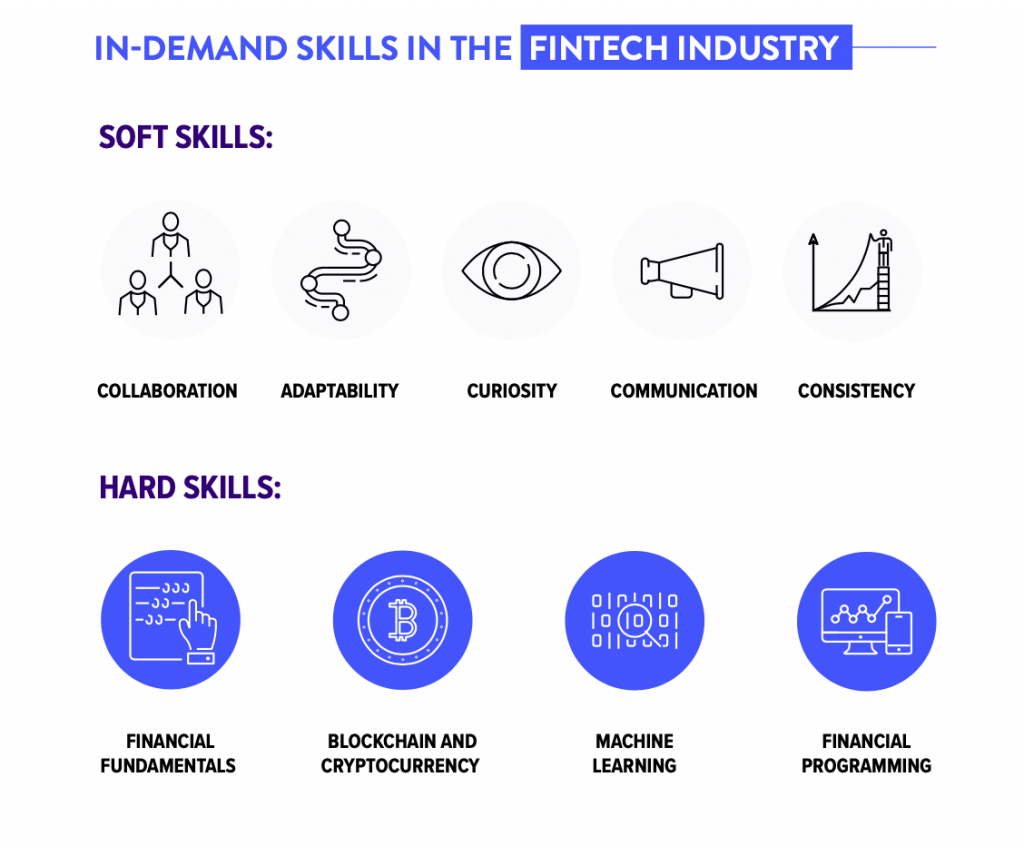 IN-DEMAND SKILLS IN THE FINTECH INDUSTRY
SOFT SKILLS:
COLLABORATION ADAPTABILITY CURIOSITY COMMUNICATION CONSISTENCY
HARD SKILLS:
FINANCIAL
FUNDAMENTALS
BLOCKCHAIN AND
CRYPTOCURRENCY
MACHINE
LEARNING
FINANCIAL
PROGRAMMING